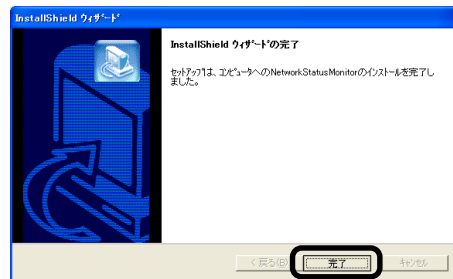 InstallShield ウィザード
InstallShield ウィザードの完了
セットアップは、コンピュータへのNetworkStatusMonitorのインストールを完了し
ました。
< 戻る(B)
完了
キャンセル